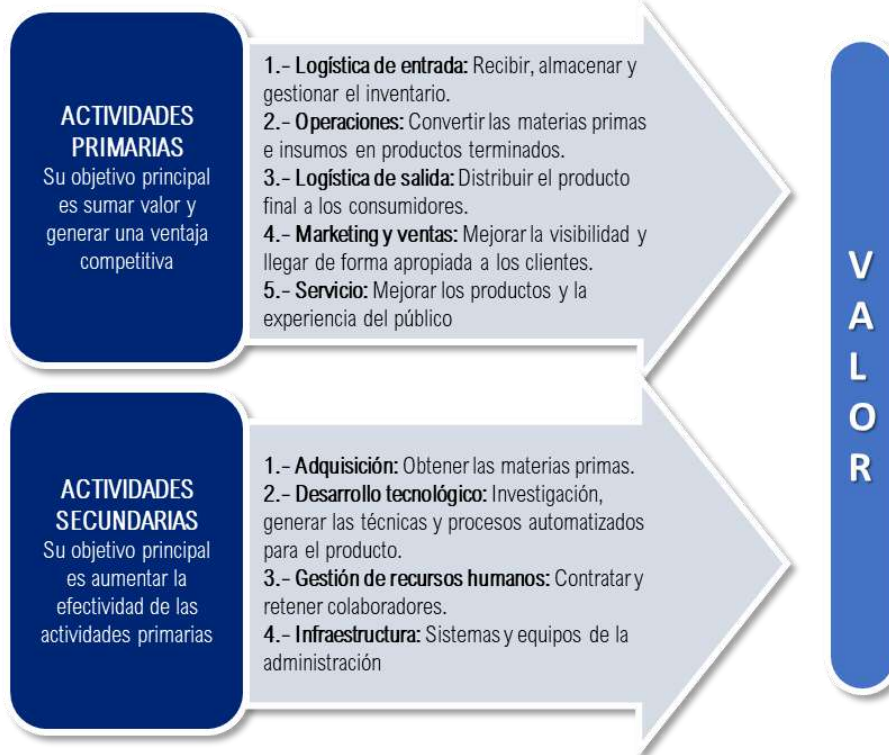 ACTIVIDADES
PRIMARIAS
Su objetivo principal
es sumar valor y
generar una ventaja
competitiva
1.- Logística de entrada: Recibir, almacenar y
gestionar el inventario.
2.- Operaciones: Convertir las materias primas
e insumos en productos terminados.
3.- Logística de salida: Distribuir el producto
final a los consumidores.
4.- Marketing y ventas: Mejorar la visibilidad y
llegar de forma apropiada a los clientes.
5.- Servicio: Mejorar los productos y la
experiencia del público
ACTIVIDADES
SECUNDARIAS
Su objetivo principal
es aumentar la
efectividad de las
actividades primarias
1.- Adquisición: Obtener las materias primas.
2.- Desarrollo tecnológico: Investigación,
generar las técnicas y procesos automatizados
para el producto.
3.- Gestión de recursos humanos: Contratar y
retener colaboradores.
4.- Infraestructura: Sistemas y equipos de la
administración
V
A
L
O
R